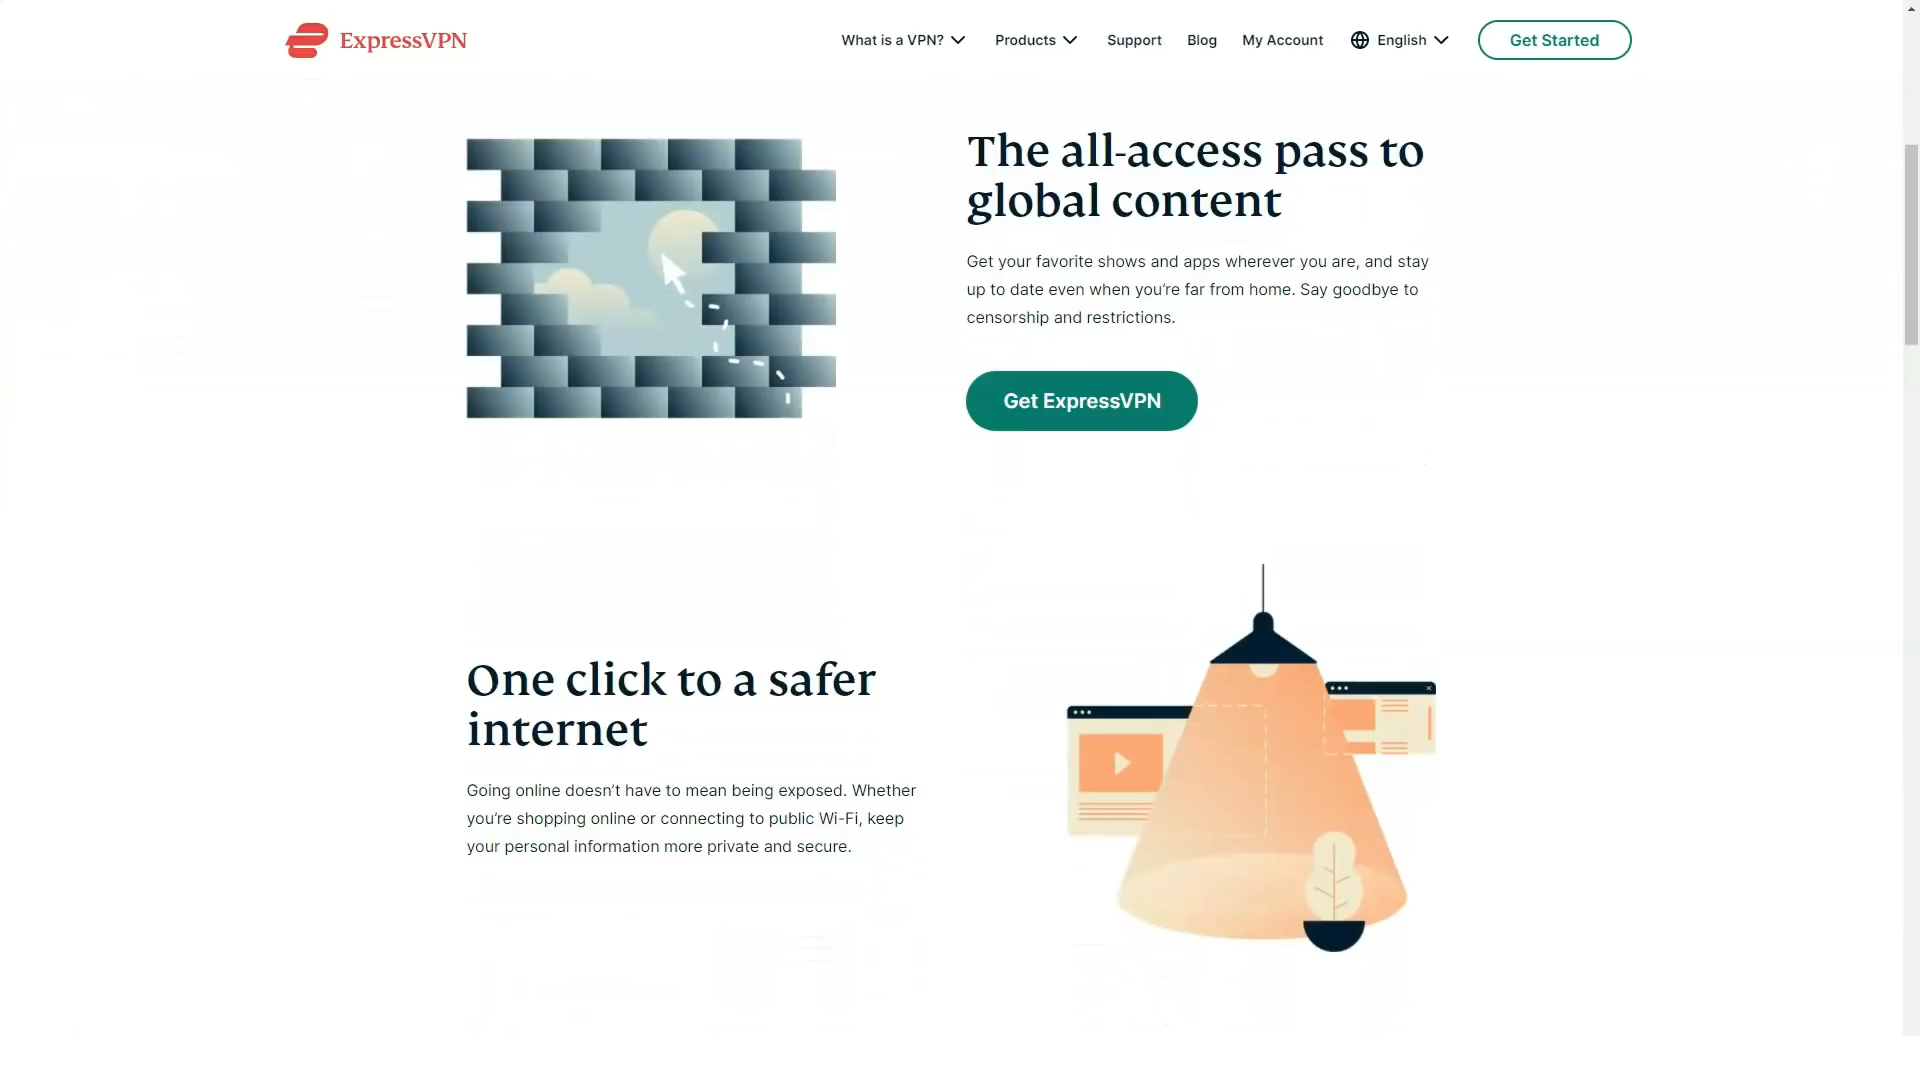 ExpressVPN
What is a VPN?
Products
Support
Blog
My Account
English
Get Started
The all-access pass to
global content
Get your favorite shows and apps wherever you are, and stay
up to date even when you’re far from home. Say goodbye to
censorship and restrictions.
Get ExpressVPN
One click to a safer
internet
Going online doesn’t have to mean being exposed. Whether
you’re shopping online or connecting to public Wi-Fi, keep
your personal information more private and secure.